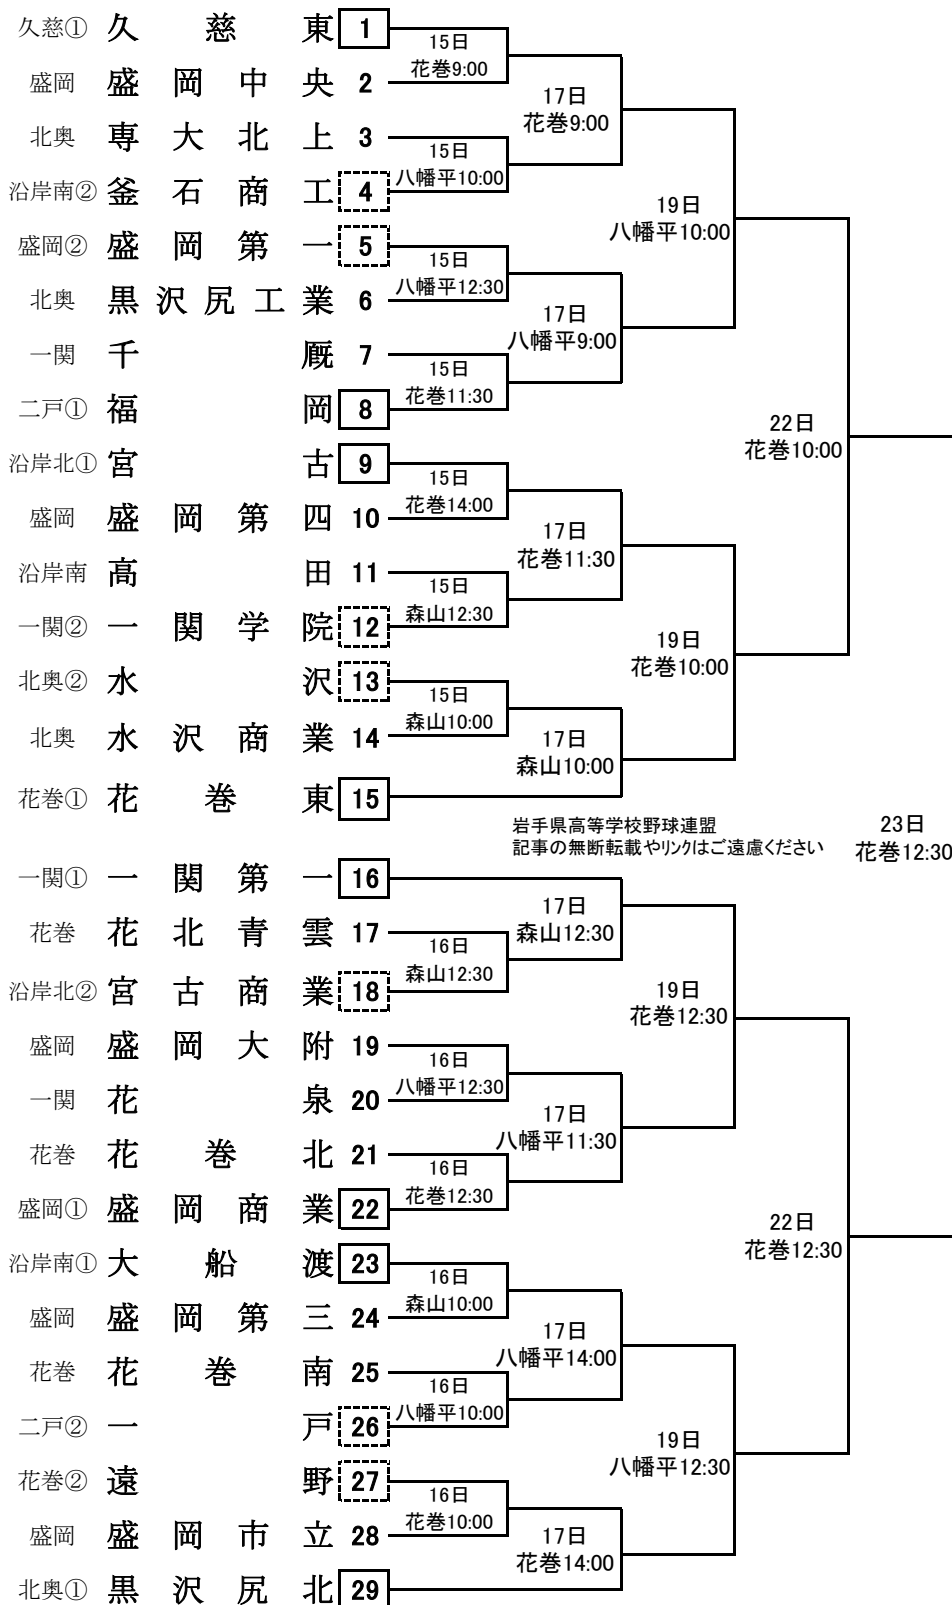 久慈① 久慈東 1
15日
花巻9:00
盛岡 盛岡中央 2
17日
花巻9:00
北奥 専大北上 3
15日
八幡平10:00
沿岸南② 釜石商工 4
19日
八幡平10:00
盛岡② 盛岡第一 5
15日
八幡平12:30
北奥 黒沢尻工業 6
17日
八幡平9:00
一関 千厩 7
15日
花巻11:30
二戸① 福岡 8
22日
花巻10:00
沿岸北① 宮古 9
15日
花巻14:00
盛岡 盛岡第四 10
17日
花巻11:30
沿岸南 高田 11
15日
森山12:30
一関② 一関学院 12
19日
花巻10:00
北奥② 水沢 13
15日
森山10:00
北奥 水沢商業 14
17日
森山10:00
花巻① 花巻東 15
岩手県高等学校野球連盟
記事の無断転載やリンクはご遠慮ください
23日
花巻12:30
一関① 一関第一 16
17日
森山12:30
花巻 花北青雲 17
16日
森山12:30
沿岸北② 宮古商業 18
19日
花巻12:30
盛岡 盛岡大附 19
16日
八幡平12:30
一関 花泉 20
17日
八幡平11:30
花巻 花巻北 21
16日
花巻12:30
盛岡① 盛岡商業 22
22日
花巻12:30
沿岸南① 大船渡 23
16日
森山10:00
盛岡 盛岡第三 24
17日
八幡平14:00
花巻 花巻南 25
16日
八幡平10:00
二戸② 一戸 26
19日
八幡平12:30
花巻② 遠野 27
16日
花巻10:00
盛岡 盛岡市立 28
17日
花巻14:00
北奥① 黒沢尻北 29